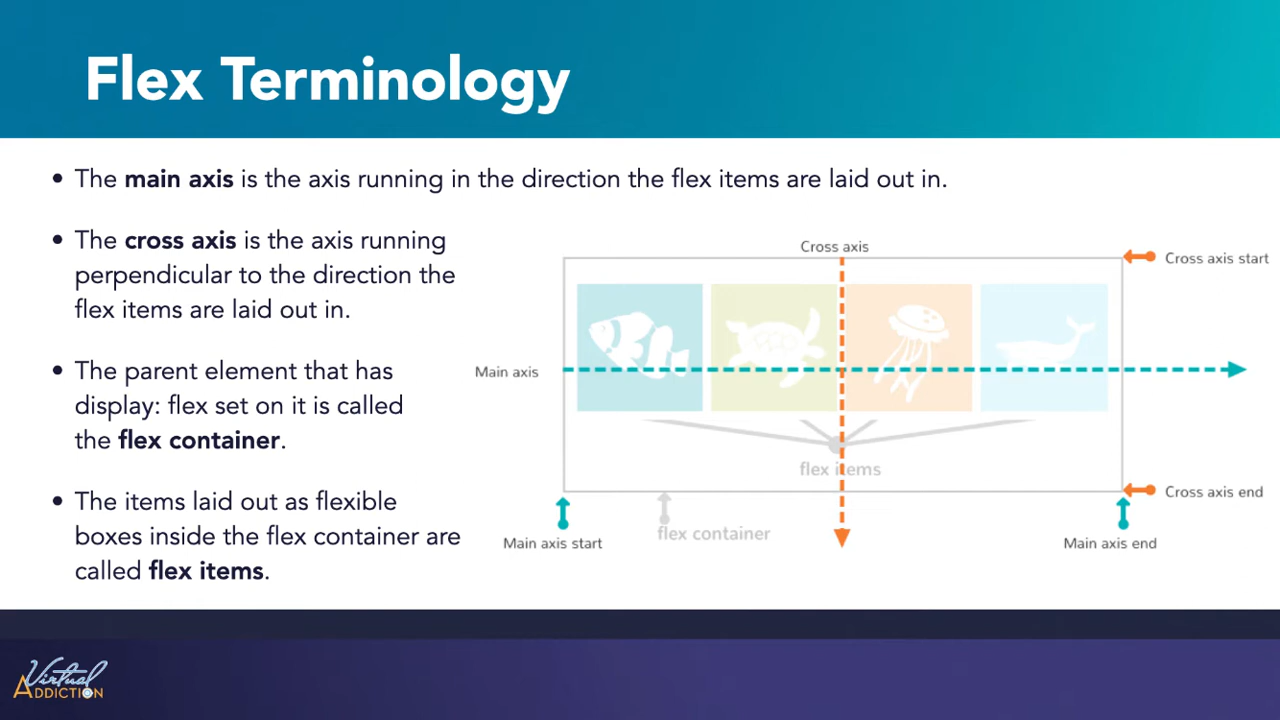 Flex Terminology
• The main axis is the axis running in the direction the flex items are laid out in.
• The cross axis is the axis running
perpendicular to the direction the
flex items are laid out in.
• The parent element that has
display: flex set on it is called
the flex container.
• The items laid out as flexible
boxes inside the flex container are
called flex items.
Cross axis
Cross axis start
Main axis
flex items
Cross axis end
flex container
Main axis start
Main axis end
Virtual
ADDICTION